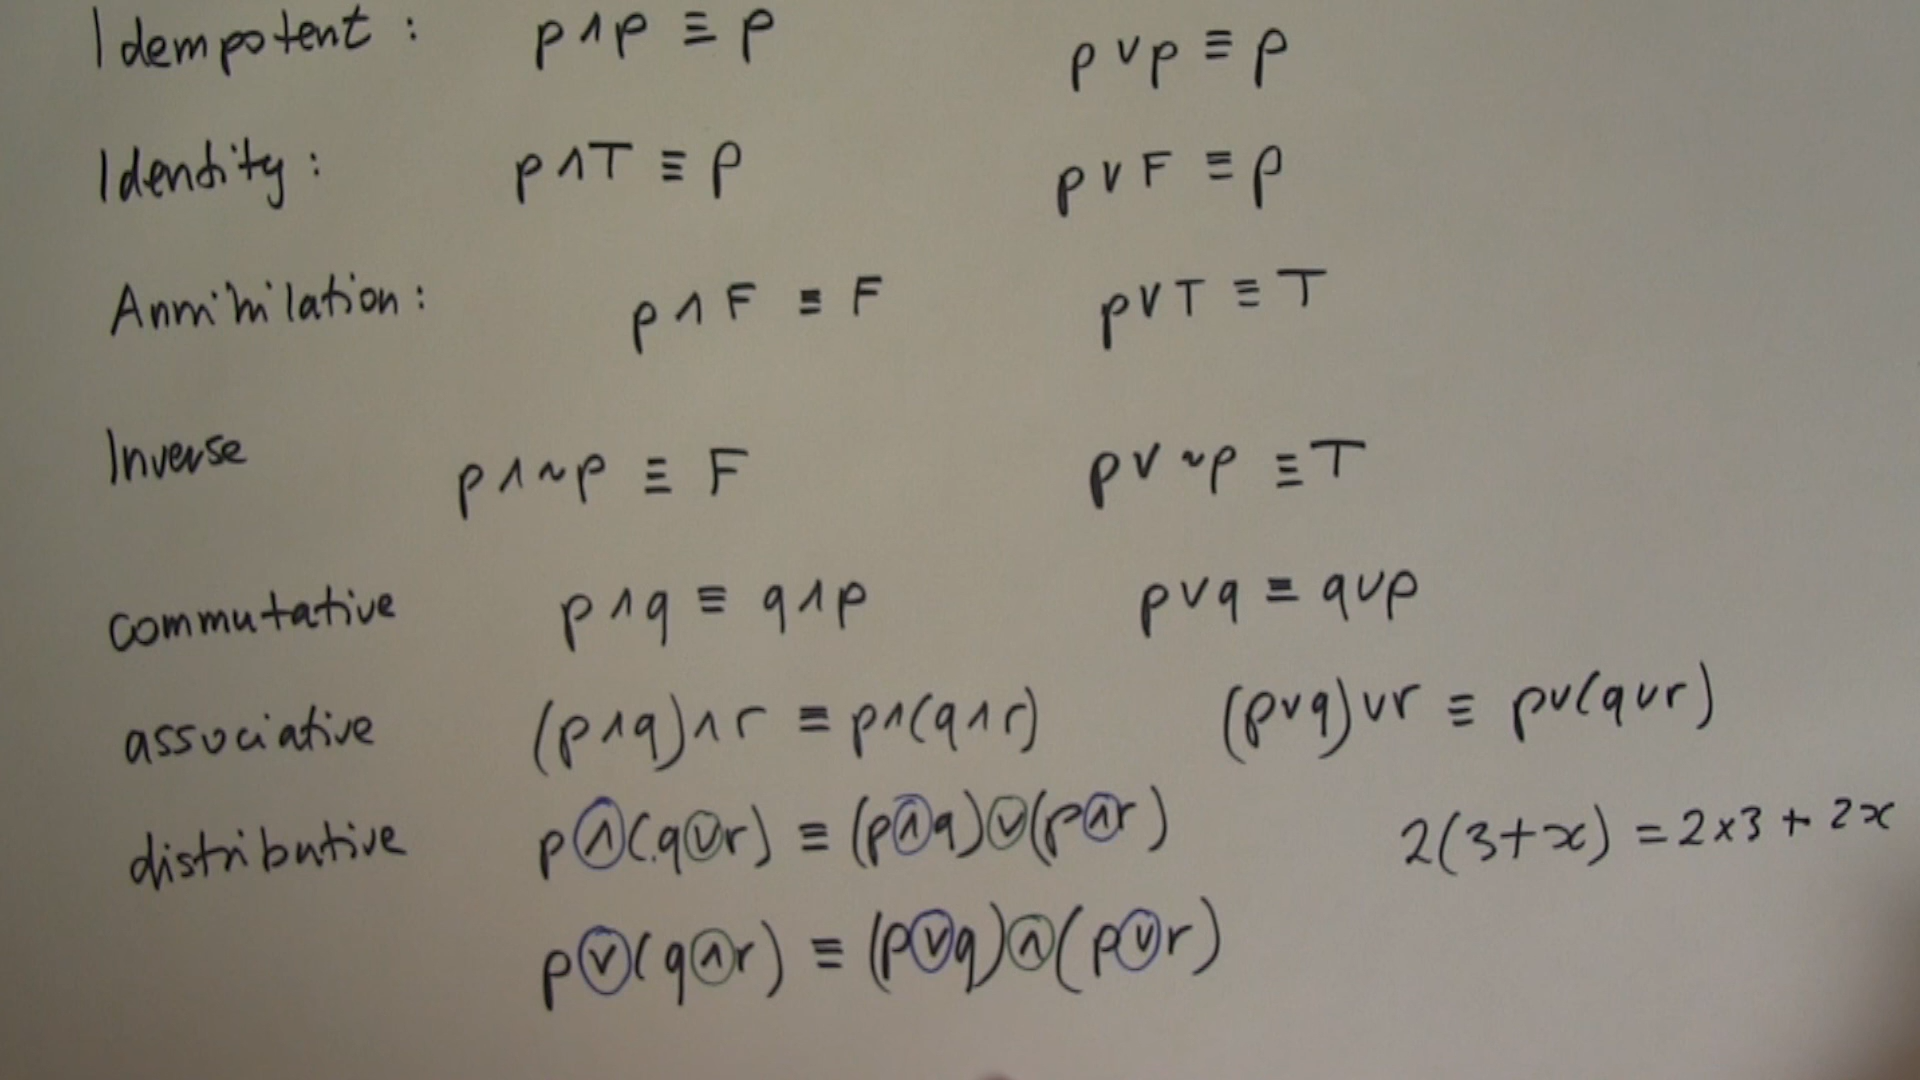 Idempotent : p ∧ p ≡ p p ∨ p ≡ p
Identity : p ∧ T ≡ p p ∨ F ≡ p
Annihilation : p ∧ F ≡ F p ∨ T ≡ T
Inverse p ∧ ~p ≡ F p ∨ ~p ≡ T
commutative p ∧ q ≡ q ∧ p p ∨ q ≡ q ∨ p
associative (p ∧ q) ∧ r ≡ p ∧ (q ∧ r) (p ∨ q) ∨ r ≡ p ∨ (q ∨ r)
distributive p ∧ (q ∨ r) ≡ (p ∧ q) ∨ (p ∧ r) 2(3+x) = 2×3 + 2x
p ∨ (q ∧ r) ≡ (p ∨ q) ∧ (p ∨ r)